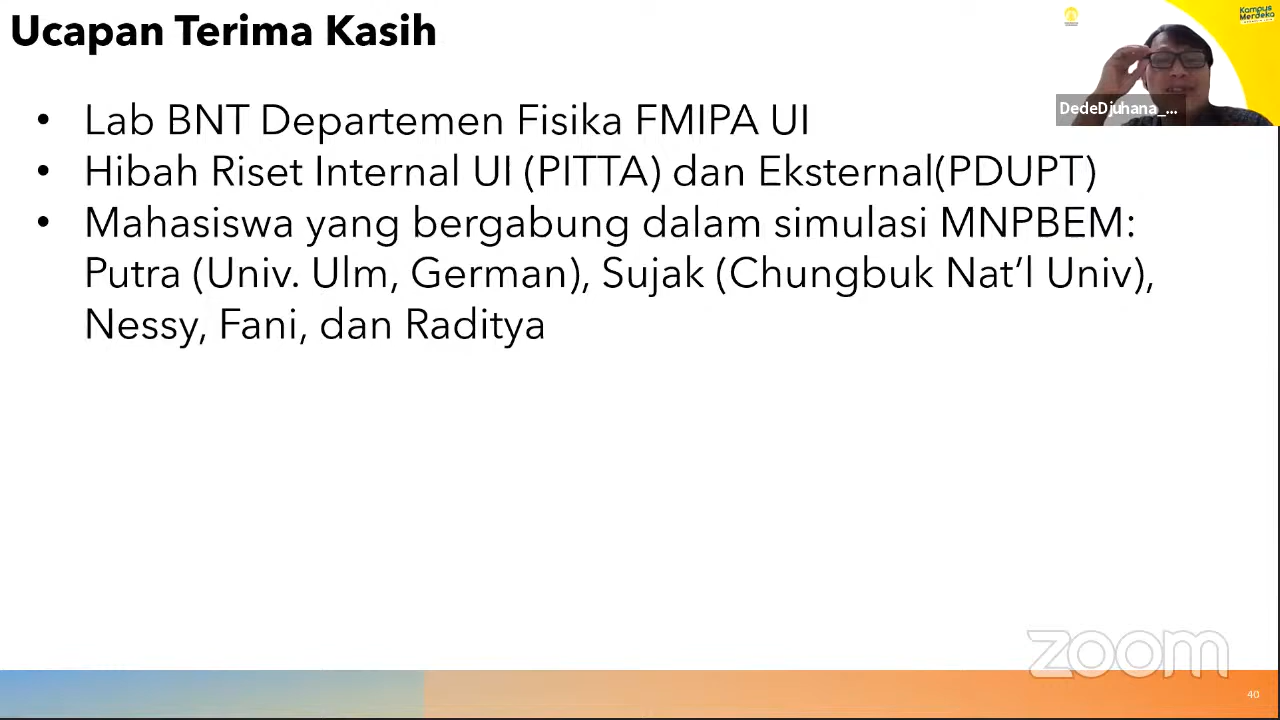 Ucapan Terima Kasih
Kampus
Merdeka
DedeDjuhana_...
• Lab BNT Departemen Fisika FMIPA UI
• Hibah Riset Internal UI (PITTA) dan Eksternal(PDUPT)
• Mahasiswa yang bergabung dalam simulasi MNPBEM:
Putra (Univ. Ulm, German), Sujak (Chungbuk Nat’l Univ),
Nessy, Fani, dan Raditya
zoom
40